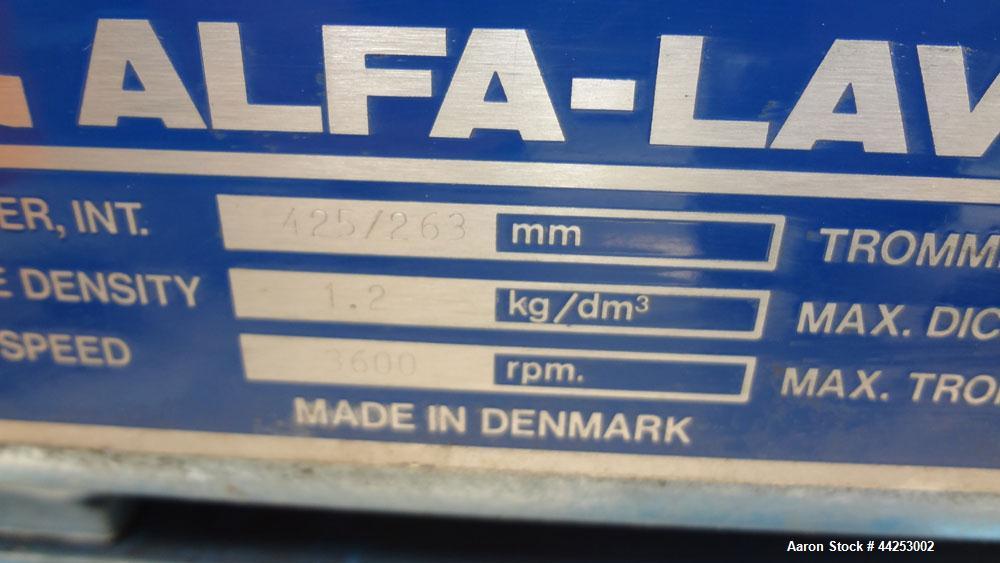 ALFA-LAV
ER, INT. 425/263 mm TROMM
E DENSITY 1.2 kg/dm³ MAX. DIC
SPEED 3600 rpm. MAX. TRO
MADE IN DENMARK
Aaron Stock # 44253002